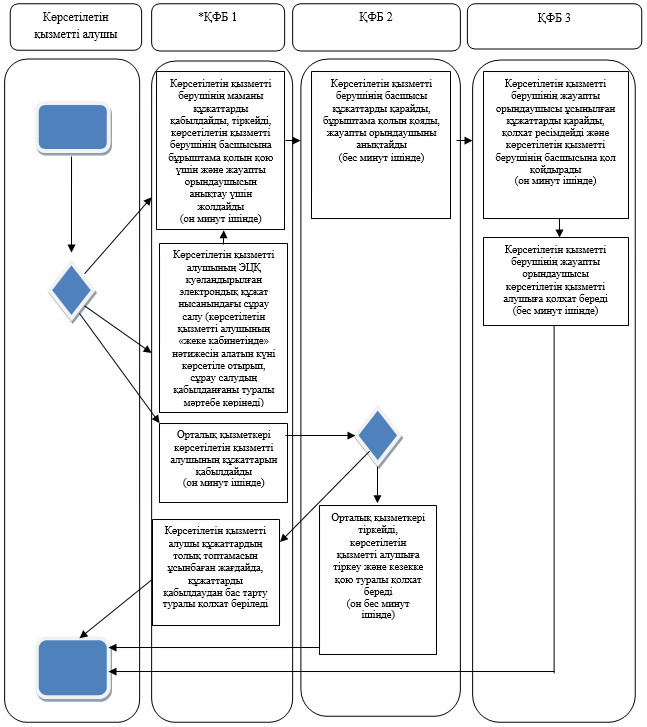 Көрсетілетін
қызметті алушы
*ҚФБ 1
ҚФБ 2
ҚФБ 3
Көрсетілетін қызметті
берушінің маманы
құжаттарды
қабылдайды, тіркейді,
көрсетілетін қызметті
берушінің басшысына
бұрыштама қолын қою
үшін және жауапты
орындаушысын
анықтау үшін
жолдайды
(он минут ішінде)
Көрсетілетін қызметті
берушінің басшысы
құжаттарды қарайды,
бұрыштама қолын қояды,
жауапты орындаушыны
анықтайды
(бес минут ішінде)
Көрсетілетін қызметті
берушінің жауапты
орындаушысы ұсынылған
құжаттарды қарайды,
қолхат ресімдейді және
көрсетілетін қызметті
берушінің басшысына қол
қойдырады
(он минут ішінде)
Көрсетілетін қызметті
алушының ЭЦҚ
куәландырылған
электрондық құжат
нысанындағы сұрау
салу (көрсетілетін
қызметті алушының
«жеке кабинетінде»
нәтижесін алатын күні
көрсетіле отырып,
сұрау салудың
қабылданғаны туралы
мәртебе көрінеді)
Көрсетілетін қызметті
берушінің жауапты
орындаушысы
көрсетілетін қызметті
алушыға қолхат береді
(бес минут ішінде)
Орталық қызметкері
көрсетілетін қызметті
алушының құжаттарын
қабылдайды
(он минут ішінде)
Көрсетілетін қызметті
алушы құжаттардың
толық топтамасын
ұсынбаған жағдайда,
құжаттарды
қабылдаудан бас тарту
туралы қолхат беріледі
Орталық қызметкері
тіркейді,
көрсетілетін
қызметті алушыға
тіркеу және кезекке
қою туралы қолхат
береді
(он бес минут
ішінде)